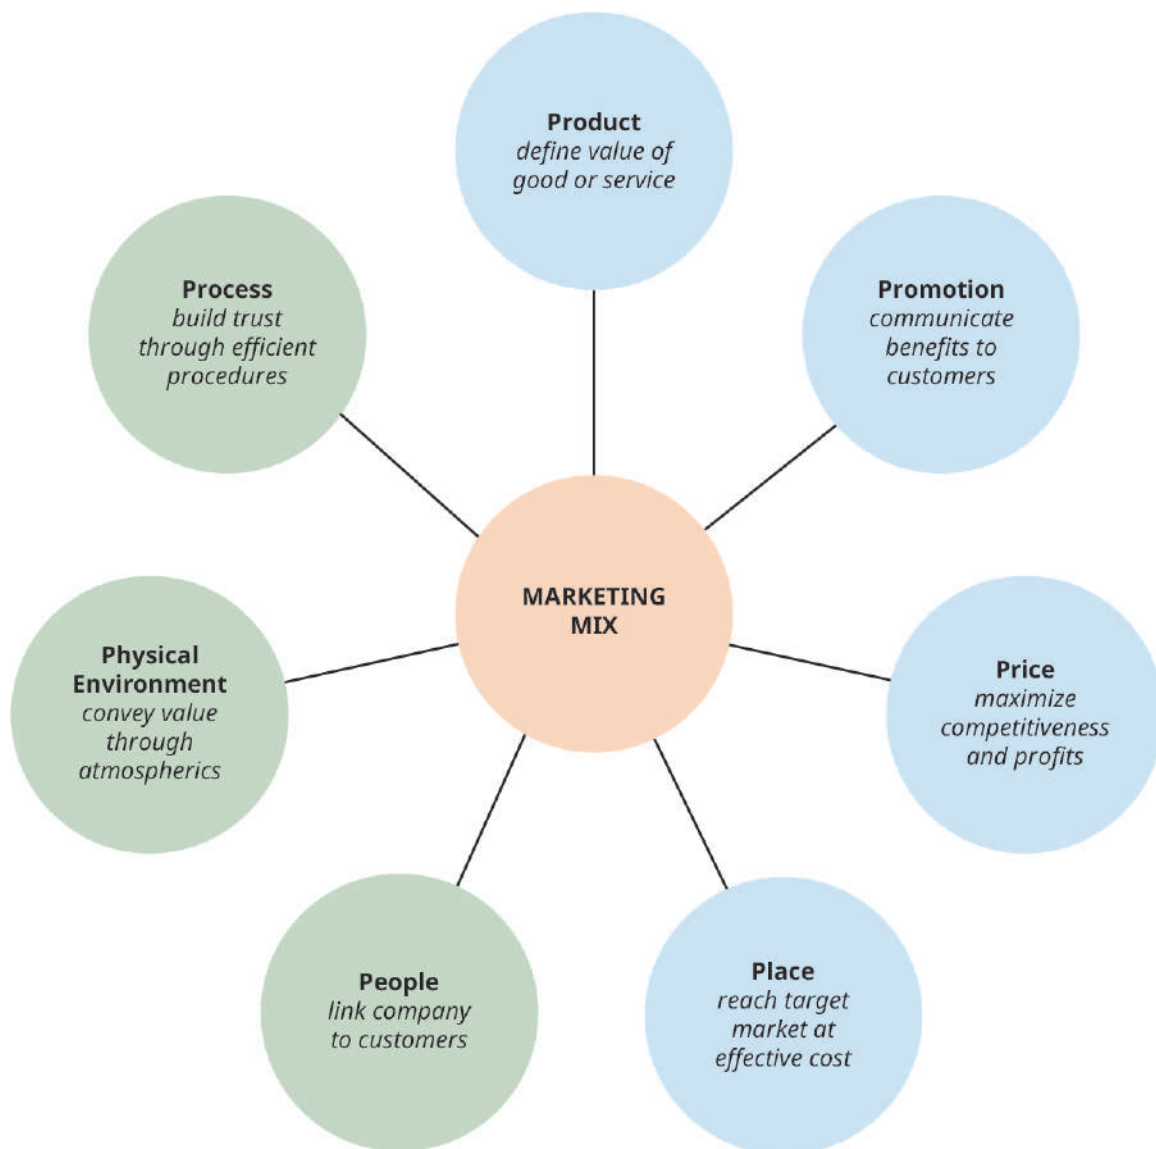 Product
define value of
good or service
Promotion
communicate
benefits to
customers
Price
maximize
competitiveness
and profits
Place
reach target
market at
effective cost
People
link company
to customers
Physical
Environment
convey value
through
atmospherics
Process
build trust
through efficient
procedures
MARKETING
MIX